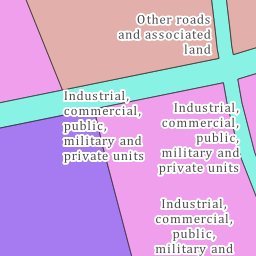 Other roads
and associated
land
Industrial,
commercial,
public,
military and
private units
Industrial,
commercial,
public,
military and
private units
Industrial,
commercial,
public,
military and